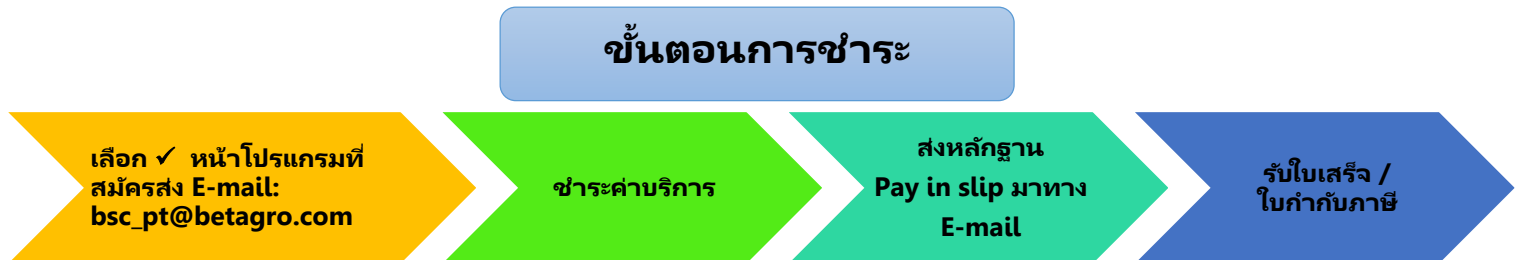 ขั้นตอนการชำระ
เลือก ✓ หน้าโปรแกรมที่
สมัครส่ง E-mail:
bsc_pt@betagro.com
ชำระค่าบริการ
ส่งหลักฐาน
Pay in slip มาทาง
E-mail
รับใบเสร็จ /
ใบกำกับภาษี